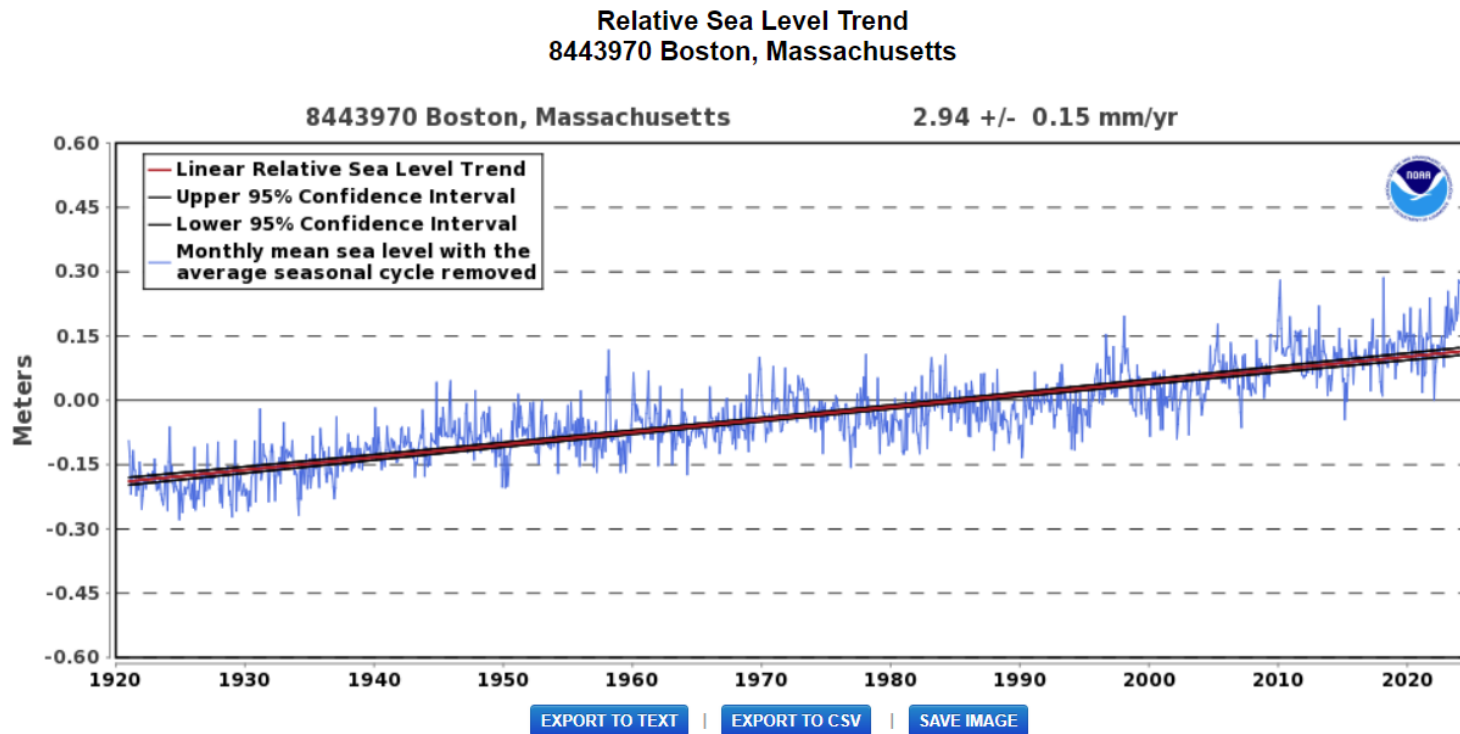 Relative Sea Level Trend
8443970 Boston, Massachusetts
8443970 Boston, Massachusetts 2.94 +/- 0.15 mm/yr
Linear Relative Sea Level Trend
Upper 95% Confidence Interval
Lower 95% Confidence Interval
Monthly mean sea level with the
average seasonal cycle removed
NOAA
Meters
0.60
0.45
0.30
0.15
0.00
-0.15
-0.30
-0.45
-0.60
1920 1930 1940 1950 1960 1970 1980 1990 2000 2010 2020
EXPORT TO TEXT | EXPORT TO CSV | SAVE IMAGE